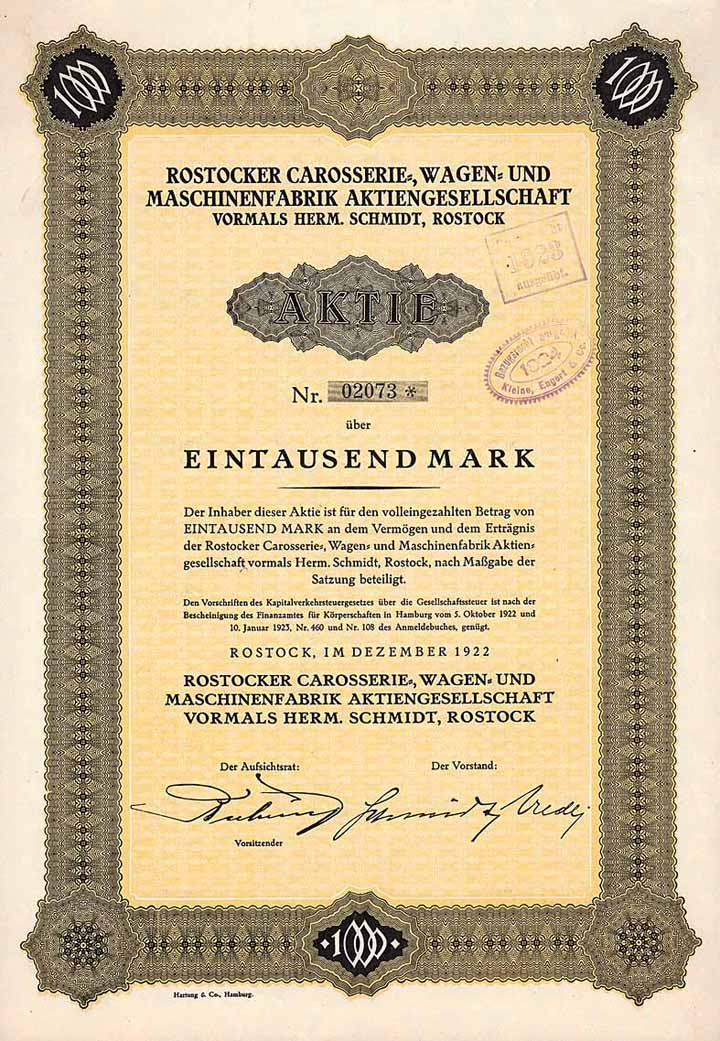 1000 1000
ROSTOCKER CAROSSERIE-, WAGEN- UND
MASCHINENFABRIK AKTIENGESELLSCHAFT
VORMALS HERM. SCHMIDT, ROSTOCK
1923
ausgeübt.
AKTIE
Bezugsrecht
1924
Kleine, Engert & Co.
Nr. 02073 *
über
EINTAUSEND MARK
Der Inhaber dieser Aktie ist für den volleingezahlten Betrag von
EINTAUSEND MARK an dem Vermögen und dem Erträgnis
der Rostocker Carosserie-, Wagen- und Maschinenfabrik Aktien-
gesellschaft vormals Herm. Schmidt, Rostock, nach Maßgabe der
Satzung beteiligt.
Den Vorschriften des Kapitalverkehrsteuergesetzes über die Gesellschaftssteuer ist nach der
Bescheinigung des Finanzamtes für Körperschaften in Hamburg vom 5. Oktober 1922 und
10. Januar 1923, Nr. 460 und Nr. 108 des Anmeldebuches, genügt.
ROSTOCK, IM DEZEMBER 1922
ROSTOCKER CAROSSERIE-, WAGEN- UND
MASCHINENFABRIK AKTIENGESELLSCHAFT
VORMALS HERM. SCHMIDT, ROSTOCK
Der Aufsichtsrat: Der Vorstand:
Schmidt
Vorsitzender
·1000·
Hartung & Co., Hamburg.